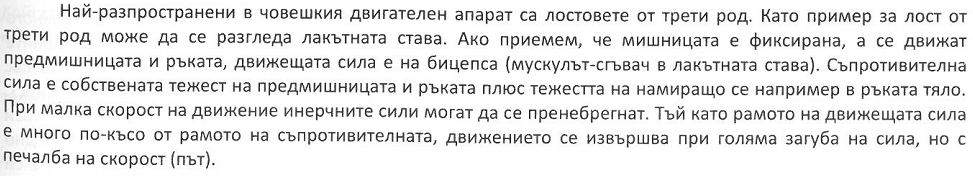 Най-разпространени в човешкия двигателен апарат са лостовете от трети род. Като пример за лост от
трети род може да се разгледа лакътната става. Ако приемем, че мишницата е фиксирана, а се движат
предмишницата и ръката, движещата сила е на бицепса (мускулът-сгъвач в лакътната става). Съпротивителна
сила е собствената тежест на предмишницата и ръката плюс тежестта на намиращо се например в ръката тяло.
При малка скорост на движение инерчните сили могат да се пренебрегнат. Тъй като рамото на движещата сила
е много по-късо от рамото на съпротивителната, движението се извършва при голяма загуба на сила, но с
печалба на скорост (път).